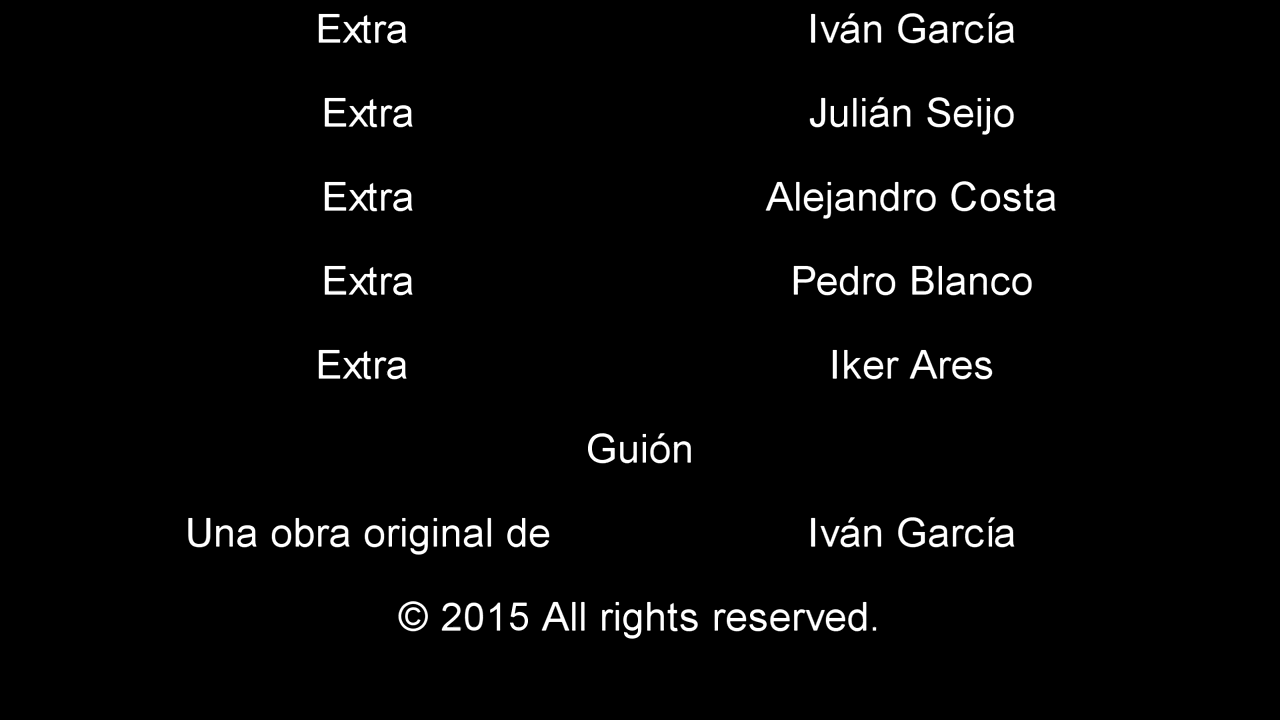 Extra Iván García
Extra Julián Seijo
Extra Alejandro Costa
Extra Pedro Blanco
Extra Iker Ares
Guión
Una obra original de Iván García
© 2015 All rights reserved.